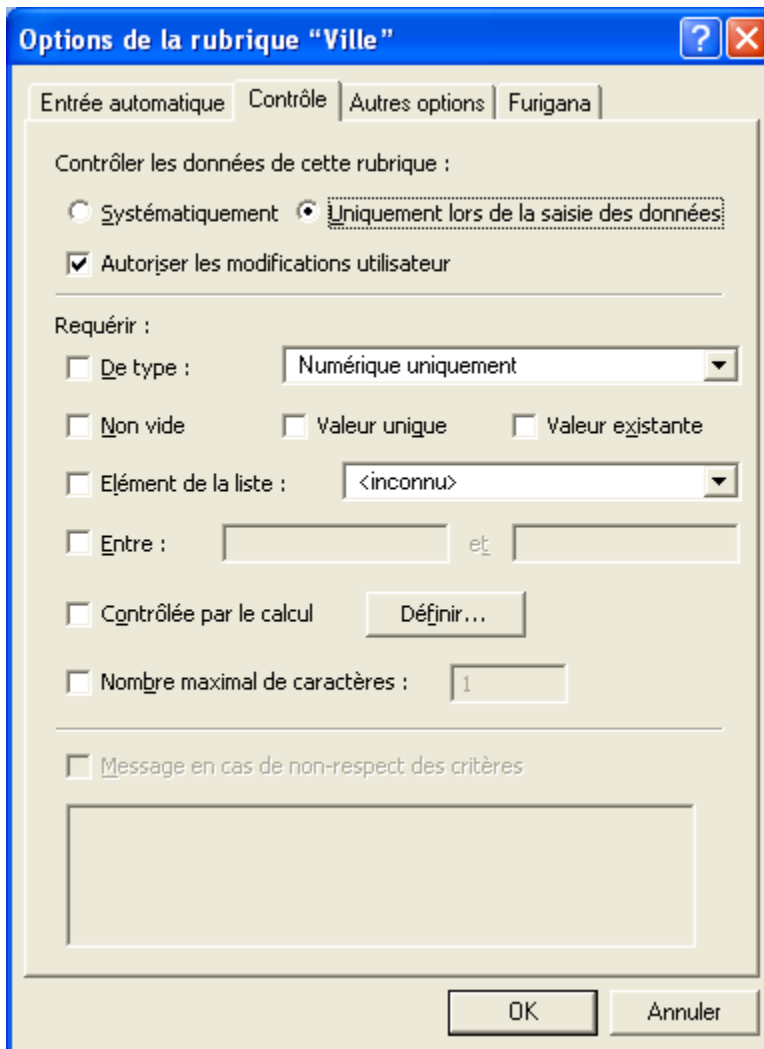 Options de la rubrique “Ville”
Entrée automatique Contrôle Autres options Furigana
Contrôler les données de cette rubrique :
Systématiquement Uniquement lors de la saisie des données
Autoriser les modifications utilisateur
Requérir :
De type : Numérique uniquement
Non vide Valeur unique Valeur existante
Elément de la liste : <inconnu>
Entre : et
Contrôlée par le calcul Définir...
Nombre maximal de caractères : 1
Message en cas de non-respect des critères
OK Annuler